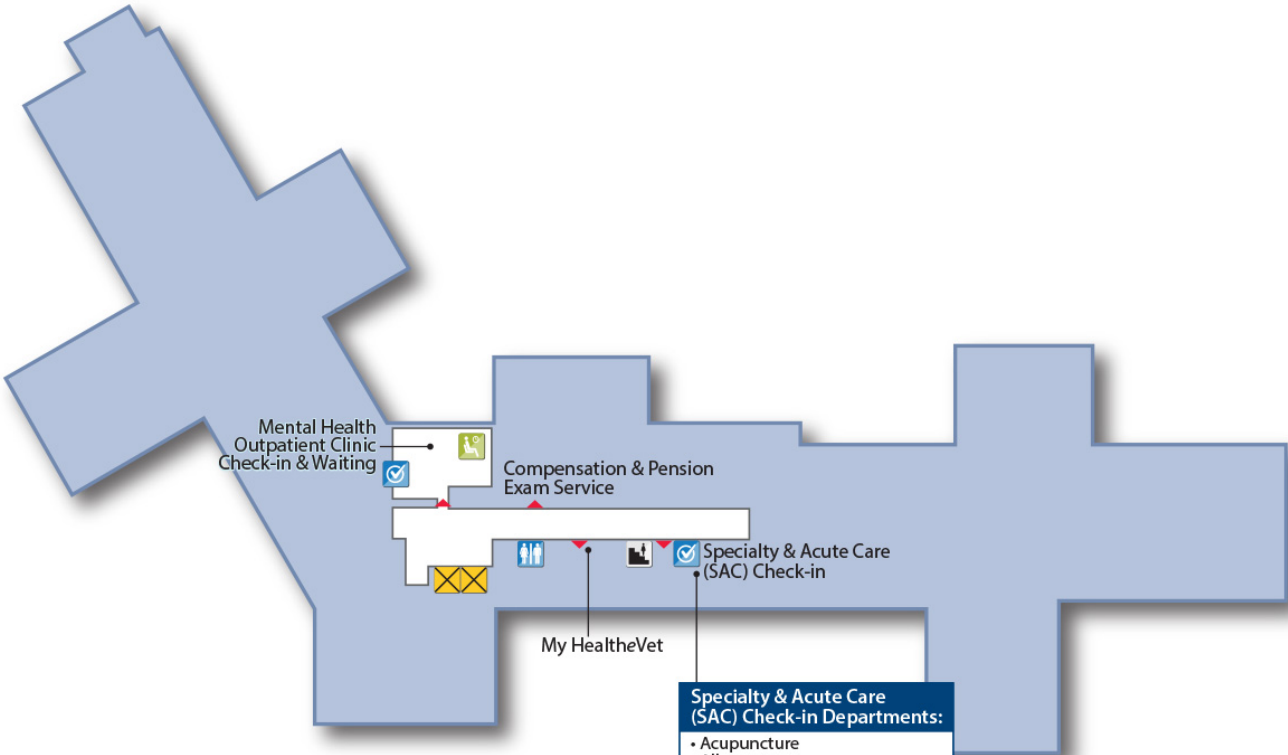 Mental Health
Outpatient Clinic
Check-in & Waiting
Compensation & Pension
Exam Service
Specialty & Acute Care
(SAC) Check-in
My HealtheVet
Specialty & Acute Care
(SAC) Check-in Departments:
• Acupuncture